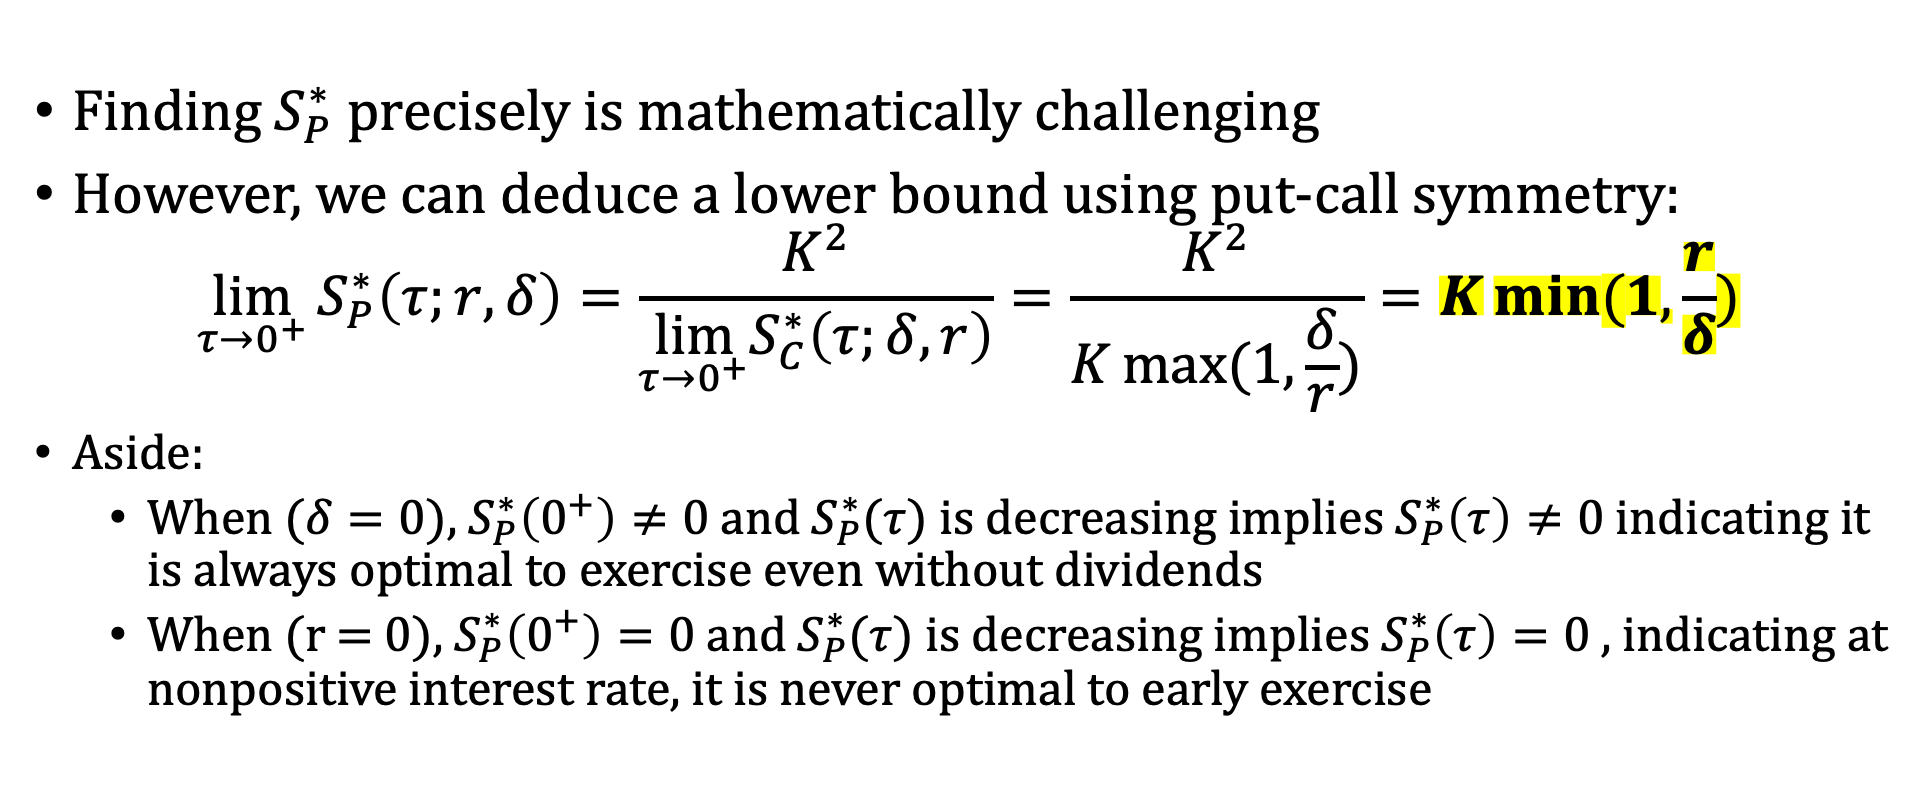 • Finding S*_P precisely is mathematically challenging
• However, we can deduce a lower bound using put-call symmetry:
lim_{τ→0⁺} S*_P(τ; r, δ) = K² / lim_{τ→0⁺} S*_C(τ; δ, r) = K² / (K max(1, δ/r)) = K min(1, r/δ)
• Aside:
• When (δ = 0), S*_P(0⁺) ≠ 0 and S*_P(τ) is decreasing implies S*_P(τ) ≠ 0 indicating it
is always optimal to exercise even without dividends
• When (r = 0), S*_P(0⁺) = 0 and S*_P(τ) is decreasing implies S*_P(τ) = 0 , indicating at
nonpositive interest rate, it is never optimal to early exercise